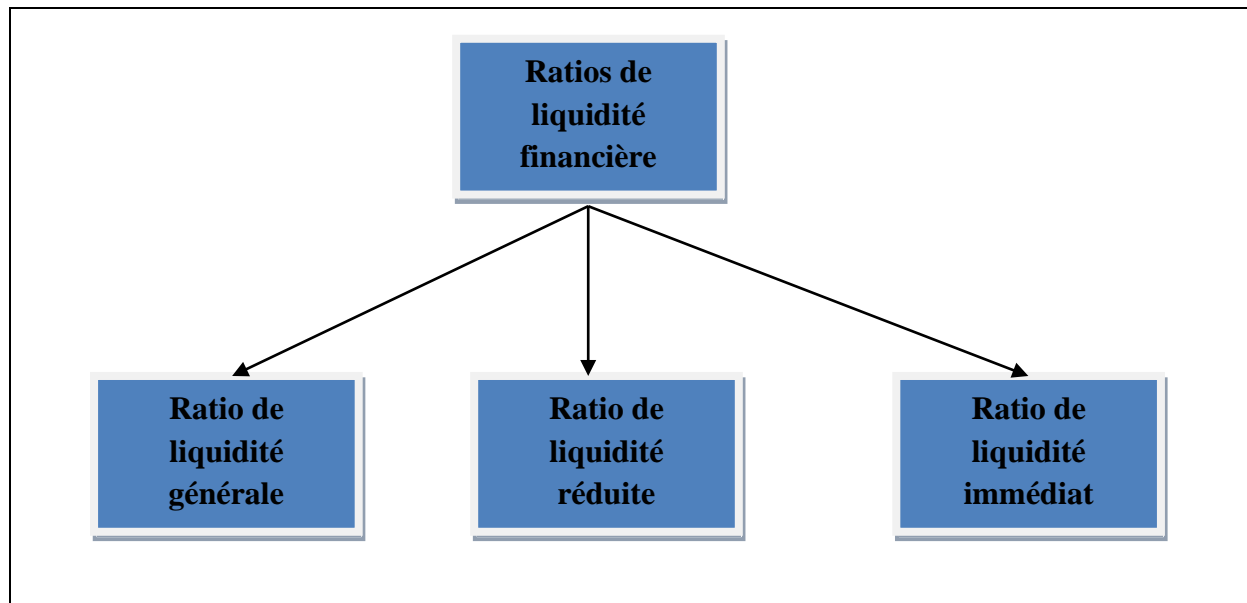 Ratios de
liquidité
financière
Ratio de
liquidité
générale
Ratio de
liquidité
réduite
Ratio de
liquidité
immédiat